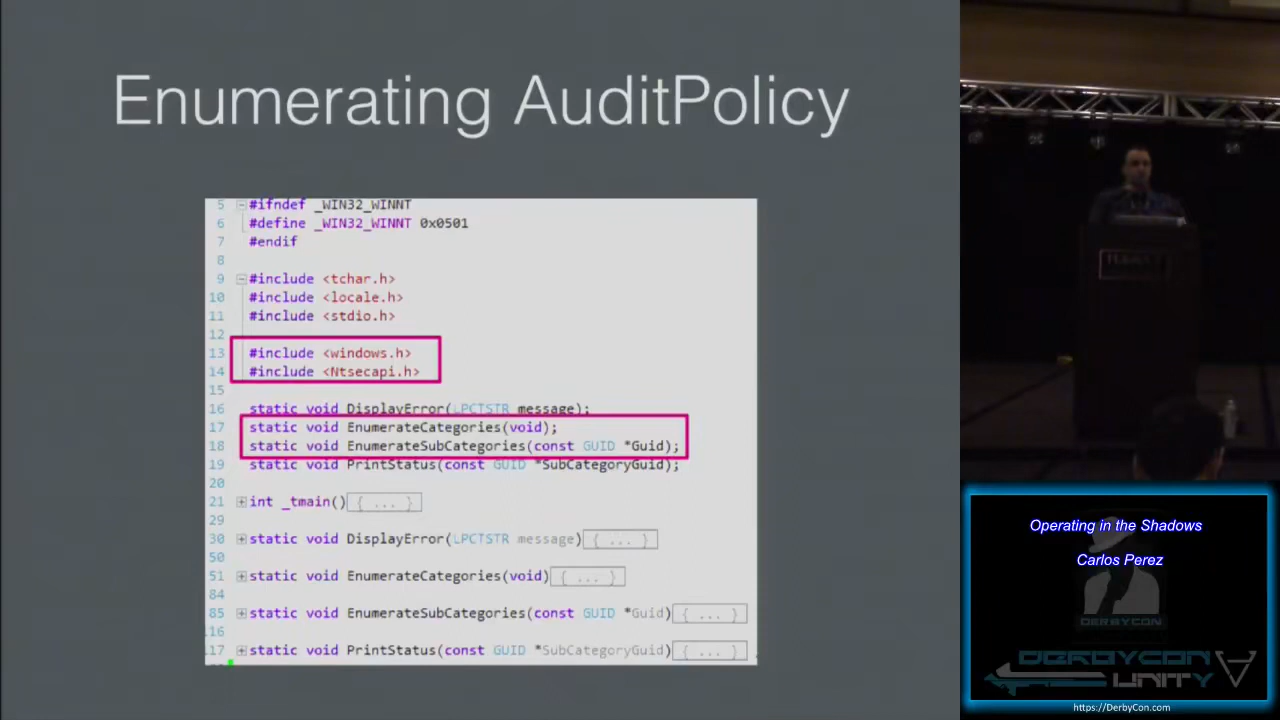 Enumerating AuditPolicy
5 #ifndef _WIN32_WINNT
6 #define _WIN32_WINNT 0x0501
7 #endif
8
9 #include <tchar.h>
10 #include <locale.h>
11 #include <stdio.h>
12
13 #include <windows.h>
14 #include <Ntsecapi.h>
15
16 static void DisplayError(LPCTSTR message);
17 static void EnumerateCategories(void);
18 static void EnumerateSubCategories(const GUID *Guid);
19 static void PrintStatus(const GUID *SubCategoryGuid);
20
21 int _tmain() { ... }
29
30 static void DisplayError(LPCTSTR message) { ... }
50
51 static void EnumerateCategories(void) { ... }
84
85 static void EnumerateSubCategories(const GUID *Guid) { ... }
116
117 static void PrintStatus(const GUID *SubCategoryGuid) { ... }
Operating in the Shadows
Carlos Perez
DERBYCON
DERBYCON
UNITY
https://DerbyCon.com